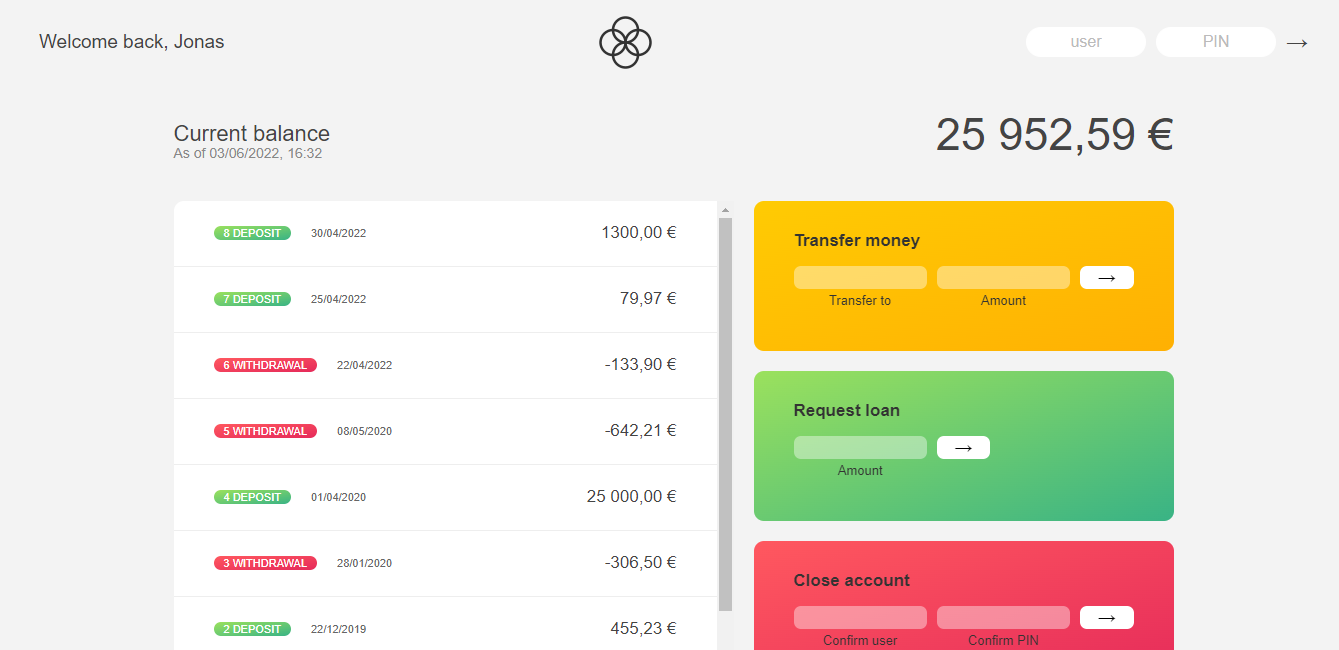 Welcome back, Jonas
user
PIN
→
Current balance
As of 03/06/2022, 16:32
25 952,59 €
8 DEPOSIT 30/04/2022 1300,00 €
7 DEPOSIT 25/04/2022 79,97 €
6 WITHDRAWAL 22/04/2022 -133,90 €
5 WITHDRAWAL 08/05/2020 -642,21 €
4 DEPOSIT 01/04/2020 25 000,00 €
3 WITHDRAWAL 28/01/2020 -306,50 €
2 DEPOSIT 22/12/2019 455,23 €
Transfer money
→
Transfer to Amount
Request loan
→
Amount
Close account
→
Confirm user Confirm PIN